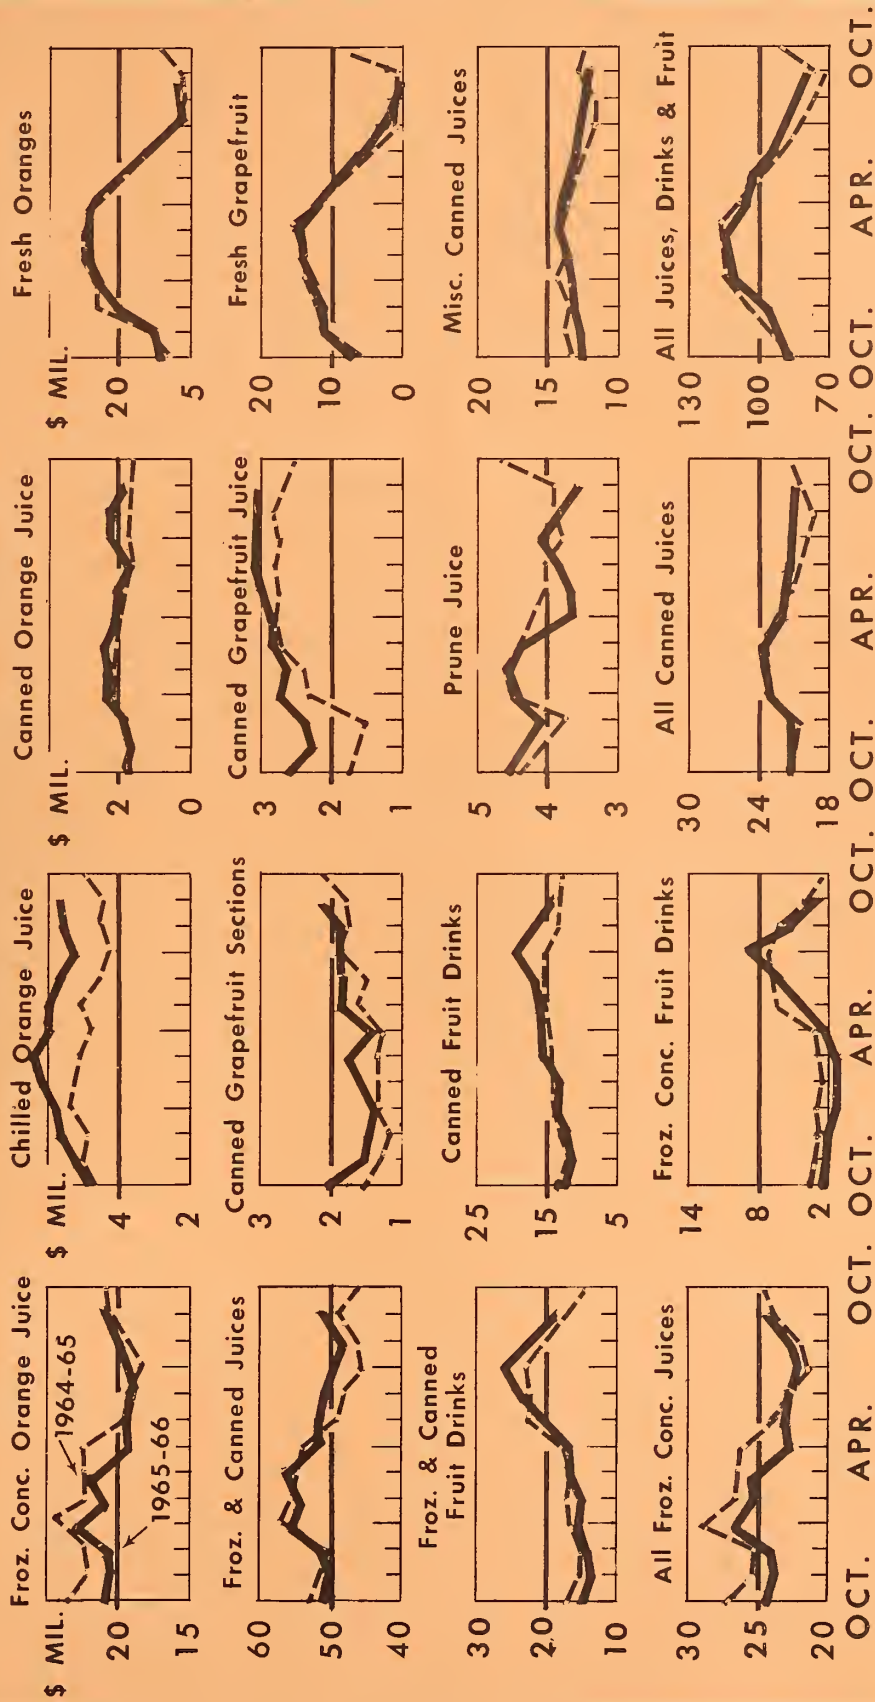 Froz. Conc. Orange Juice
$ MIL.
1964-65
20
1965-66
15
Chilled Orange Juice
$ MIL.
4
2
Canned Orange Juice
$ MIL.
2
0
Fresh Oranges
$ MIL.
20
5
Froz. & Canned Juices
60
50
40
Canned Grapefruit Sections
3
2
1
Canned Grapefruit Juice
3
2
1
Fresh Grapefruit
20
10
0
Froz. & Canned
Fruit Drinks
30
20
10
Canned Fruit Drinks
25
15
5
Prune Juice
5
4
3
Misc. Canned Juices
20
15
10
All Froz. Conc. Juices
30
25
20
Froz. Conc. Fruit Drinks
14
8
2
All Canned Juices
30
24
18
All Juices, Drinks & Fruit
130
100
70
OCT. APR. OCT. OCT. APR. OCT. OCT. APR. OCT. OCT. APR. OCT.